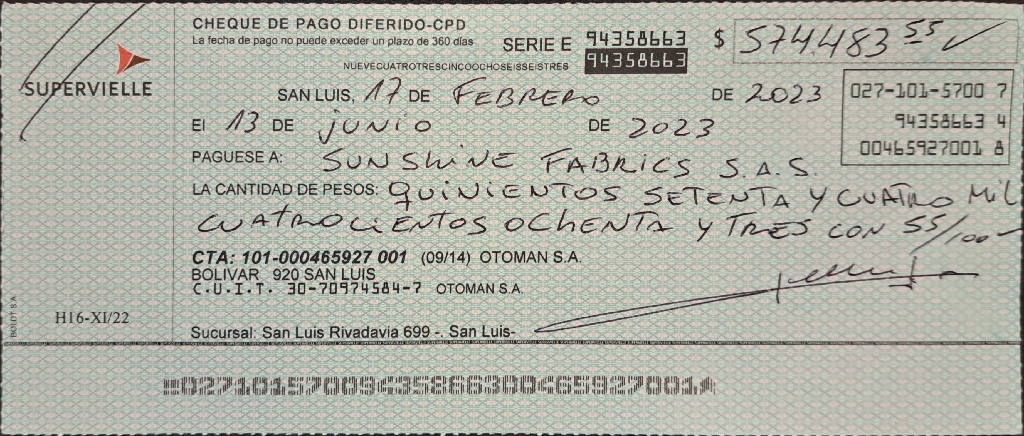 CHEQUE DE PAGO DIFERIDO-CPD
La fecha de pago no puede exceder un plazo de 360 días
SERIE E 94358663
94358663
$ 574.483 55
NUEVECUATROTRESCINCOOCHOSEISSEISTRES
SUPERVIELLE
SAN LUIS, 17 DE FEBRERO DE 2023
El 13 DE JUNIO DE 2023
027-101-5700 7
94358663 4
00465927001 8
PAGUESE A: SUNSHINE FABRICS S.A.S.
LA CANTIDAD DE PESOS: QUINIENTOS SETENTA Y CUATRO MIL
CUATROCIENTOS OCHENTA Y TRES CON 55/100
CTA: 101-000465927 001 (09/14) OTOMAN S.A.
BOLIVAR 920 SAN LUIS
C.U.I.T. 30-70974584-7 OTOMAN S.A.
H16-XI/22
Sucursal: San Luis Rivadavia 699 -. San Luis-
02710157009435866300465927001